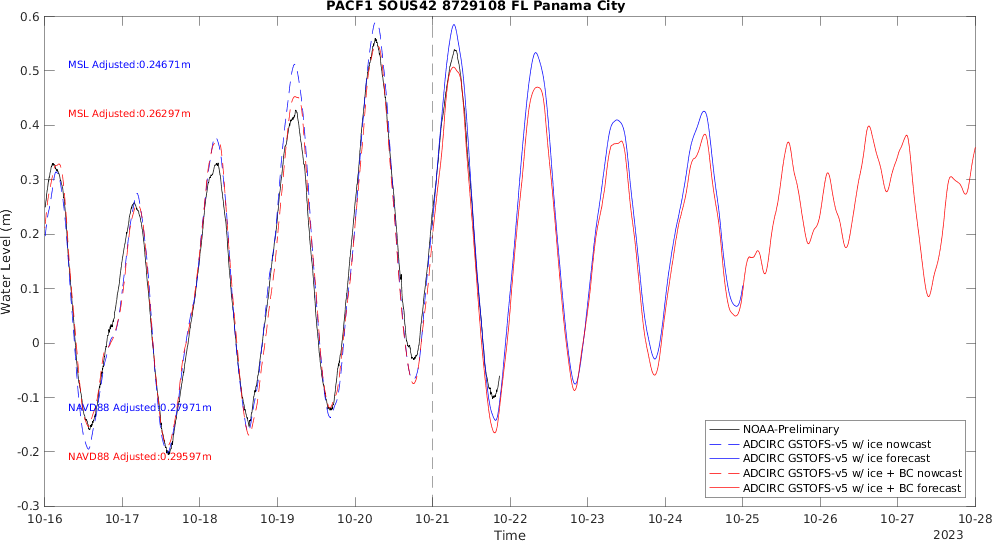 PACF1 SOUS42 8729108 FL Panama City
0.6
0.5
0.4
0.3
0.2
0.1
0
-0.1
-0.2
-0.3
Water Level (m)
MSL Adjusted:0.24671m
MSL Adjusted:0.26297m
NAVD88 Adjusted:0.27971m
NAVD88 Adjusted:0.29597m
NOAA-Preliminary
ADCIRC GSTOFS-v5 w/ ice nowcast
ADCIRC GSTOFS-v5 w/ ice forecast
ADCIRC GSTOFS-v5 w/ ice + BC nowcast
ADCIRC GSTOFS-v5 w/ ice + BC forecast
10-16 10-17 10-18 10-19 10-20 10-21 10-22 10-23 10-24 10-25 10-26 10-27 10-28
Time
2023